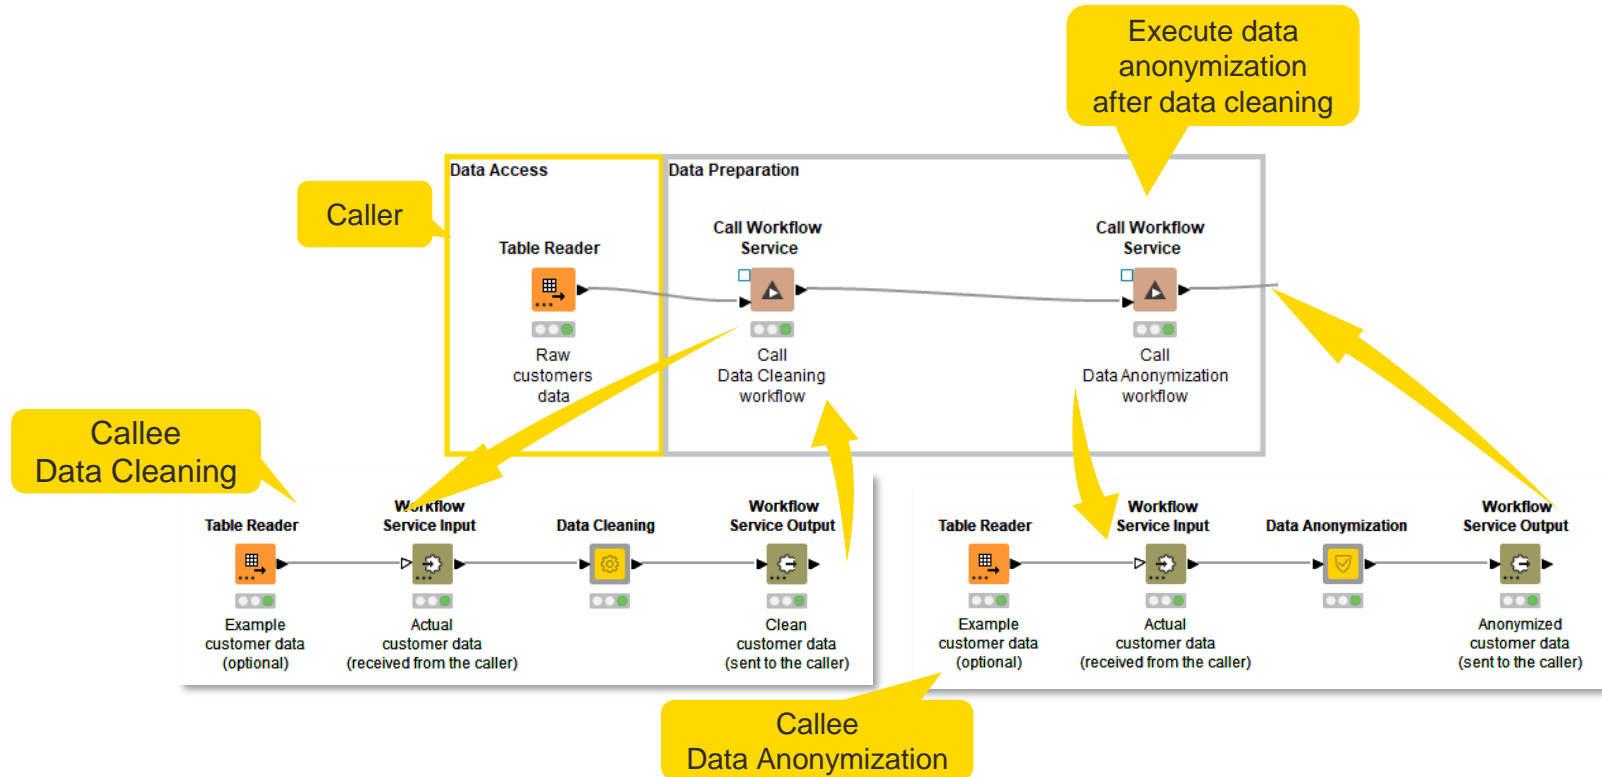 Execute data
anonymization
after data cleaning
Data Access
Data Preparation
Caller
Call Workflow
Service
Call Workflow
Service
Table Reader
Raw
customers
data
Call
Data Cleaning
workflow
Call
Data Anonymization
workflow
Callee
Data Cleaning
Table Reader
Workflow
Service Input
Data Cleaning
Workflow
Service Output
Example
customer data
(optional)
Actual
customer data
(received from the caller)
Clean
customer data
(sent to the caller)
Table Reader
Workflow
Service Input
Data Anonymization
Workflow
Service Output
Example
customer data
(optional)
Actual
customer data
(received from the caller)
Anonymized
customer data
(sent to the caller)
Callee
Data Anonymization